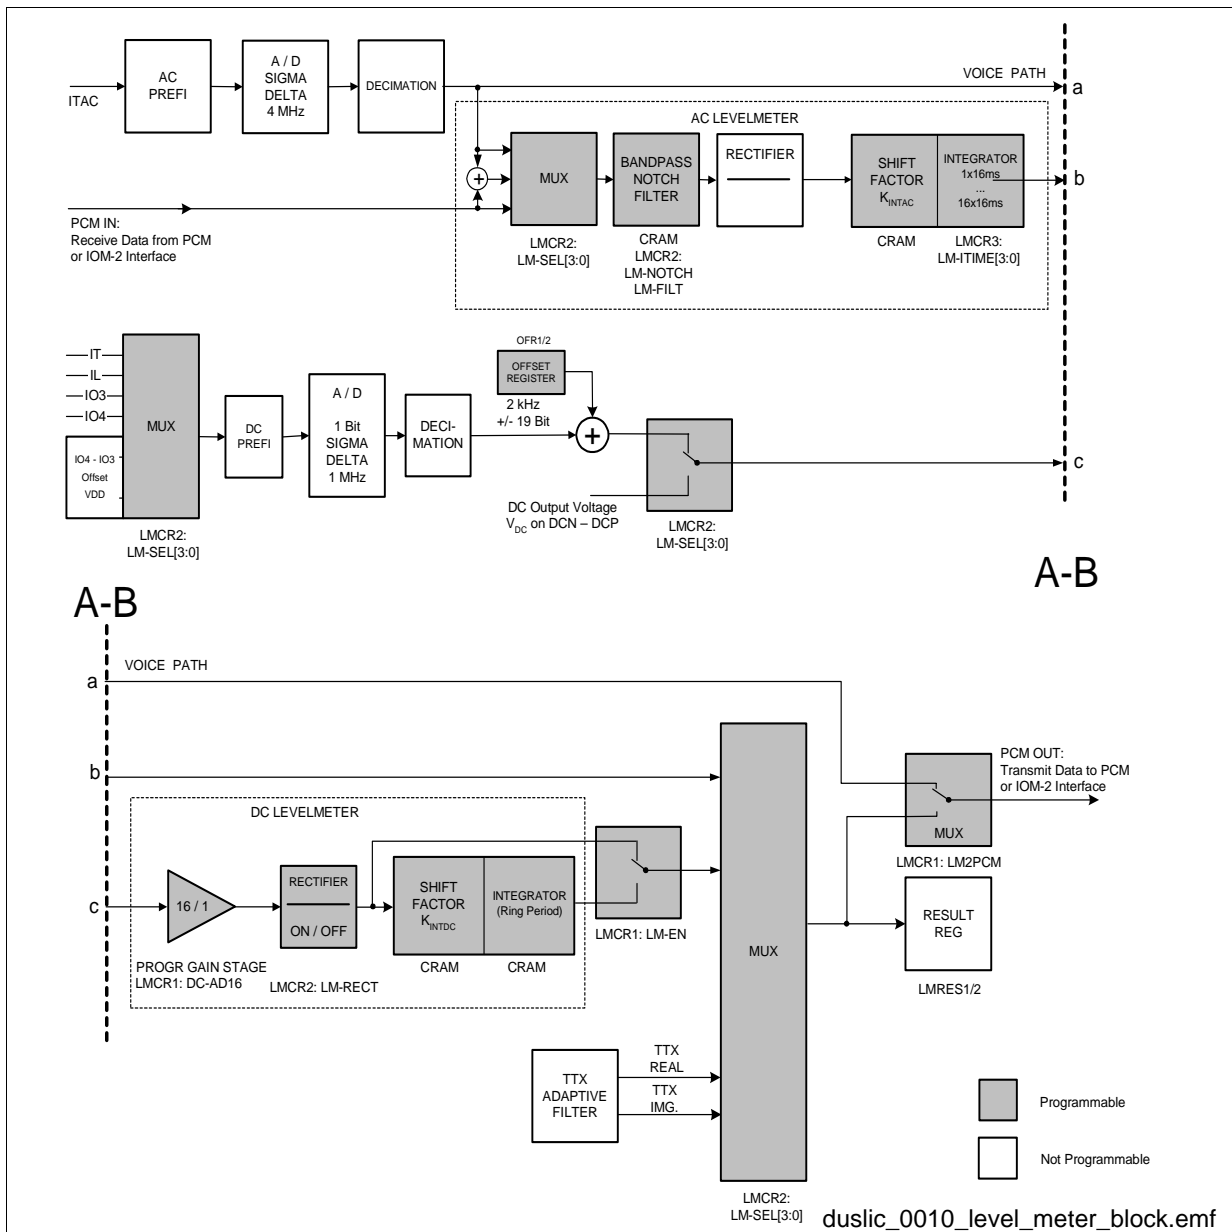 ITAC
AC
PREFI
A / D
SIGMA
DELTA
4 MHz
DECIMATION
VOICE PATH
a
AC LEVELMETER
+
MUX
BANDPASS
NOTCH
FILTER
RECTIFIER
SHIFT
FACTOR
KINTAC
INTEGRATOR
1x16ms
...
16x16ms
b
PCM IN:
Receive Data from PCM
or IOM-2 Interface
LMCR2:
LM-SEL[3:0]
CRAM
LMCR2:
LM-NOTCH
LM-FILT
CRAM
LMCR3:
LM-ITIME[3:0]
IT
IL
IO3
IO4
IO4 - IO3
Offset
VDD
MUX
LMCR2:
LM-SEL[3:0]
DC
PREFI
A / D
1 Bit
SIGMA
DELTA
1 MHz
DECI-
MATION
OFR1/2
OFFSET
REGISTER
2 kHz
+/- 19 Bit
+
DC Output Voltage
VDC on DCN – DCP
LMCR2:
LM-SEL[3:0]
c
A-B
A-B
VOICE PATH
a
b
c
DC LEVELMETER
16 / 1
PROGR GAIN STAGE
LMCR1: DC-AD16
RECTIFIER
ON / OFF
LMCR2: LM-RECT
SHIFT
FACTOR
KINTDC
INTEGRATOR
(Ring Period)
CRAM
CRAM
LMCR1: LM-EN
MUX
LMCR2:
LM-SEL[3:0]
TTX
ADAPTIVE
FILTER
TTX
REAL
TTX
IMG.
PCM OUT:
Transmit Data to PCM
or IOM-2 Interface
MUX
LMCR1: LM2PCM
RESULT
REG
LMRES1/2
Programmable
Not Programmable
duslic_0010_level_meter_block.emf